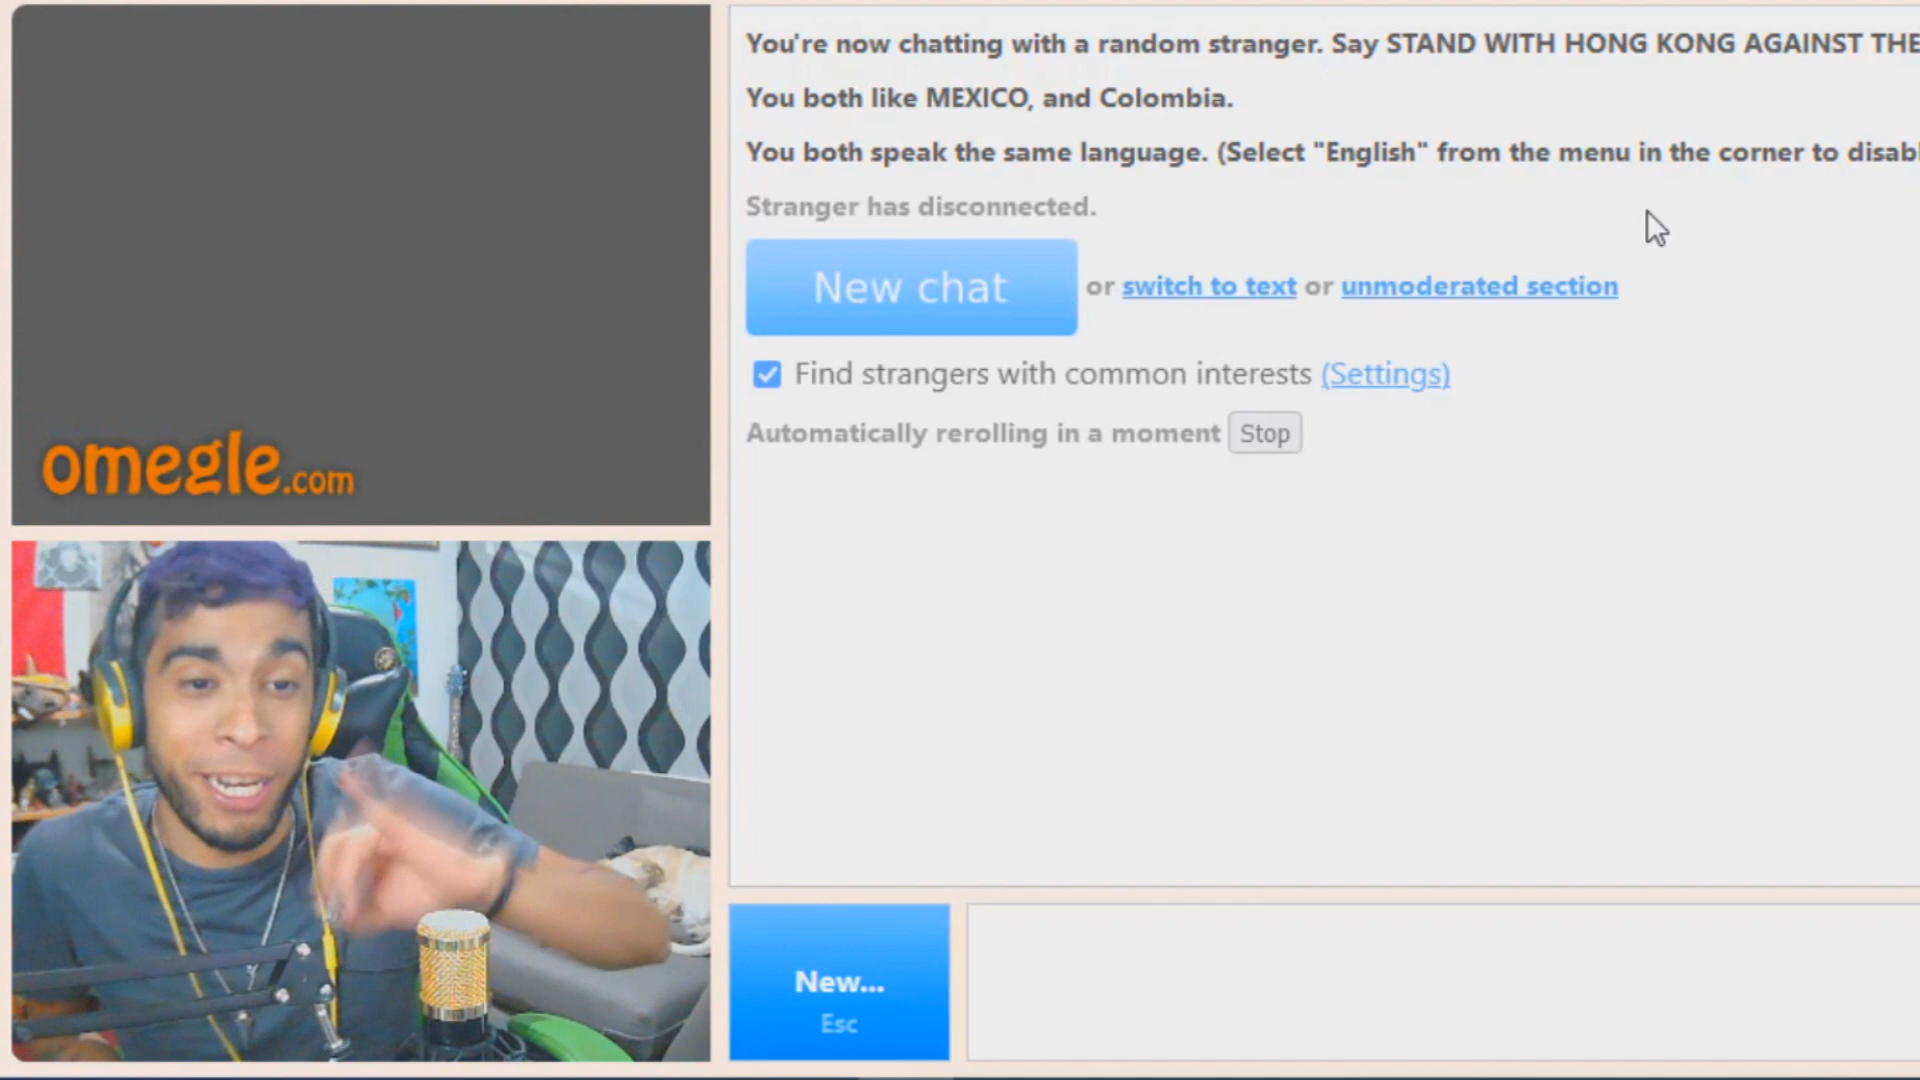 You're now chatting with a random stranger. Say STAND WITH HONG KONG AGAINST THE
You both like MEXICO, and Colombia.
You both speak the same language. (Select "English" from the menu in the corner to disabl
Stranger has disconnected.
New chat or switch to text or unmoderated section
Find strangers with common interests (Settings)
Automatically rerolling in a moment Stop
omegle.com
New...
Esc